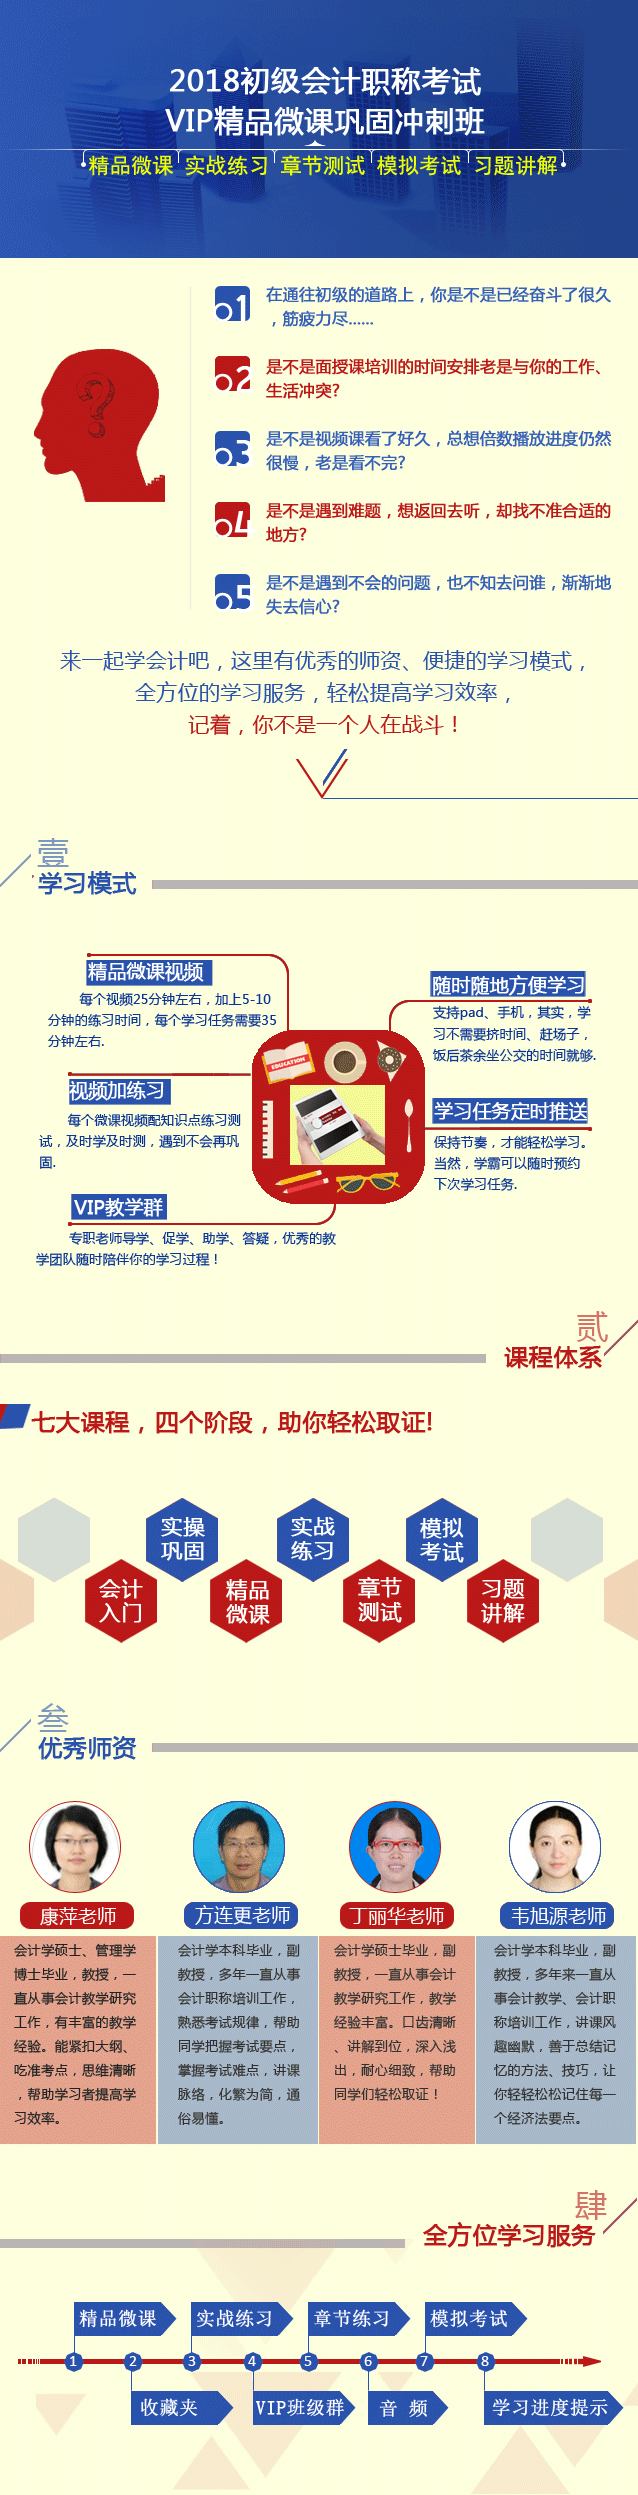 2018初级会计职称考试
VIP精品微课巩固冲刺班
精品微课 实战练习 章节测试 模拟考试 习题讲解
01
在通往初级的道路上，你是不是已经奋斗了很久
，筋疲力尽......
02
是不是面授课培训的时间安排老是与你的工作、
生活冲突?
03
是不是视频课看了好久，总想倍数播放进度仍然
很慢，老是看不完?
04
是不是遇到难题，想返回去听，却找不准合适的
地方?
05
是不是遇到不会的问题，也不知去问谁，渐渐地
失去信心?
来一起学会计吧，这里有优秀的师资、便捷的学习模式，
全方位的学习服务，轻松提高学习效率，
记着，你不是一个人在战斗！
壹
学习模式
精品微课视频
每个视频25分钟左右，加上5-10
分钟的练习时间，每个学习任务需要35
分钟左右.
视频加练习
每个微课视频配知识点练习测
试，及时学及时测，遇到不会再巩
固.
VIP教学群
专职老师导学、促学、助学、答疑，优秀的教
学团队随时陪伴你的学习过程！
EDUCATION
随时随地方便学习
支持pad、手机，其实，学
习不需要挤时间、赶场子，
饭后茶余坐公交的时间就够.
学习任务定时推送
保持节奏，才能轻松学习。
当然，学霸可以随时预约
下次学习任务.
贰
课程体系
七大课程，四个阶段，助你轻松取证!
实操
巩固
实战
练习
模拟
考试
会计
入门
精品
微课
章节
测试
习题
讲解
叁
优秀师资
康萍老师
会计学硕士、管理学
博士毕业，教授，一
直从事会计教学研究
工作，有丰富的教学
经验。能紧扣大纲、
吃准考点，思维清晰
，帮助学习者提高学
习效率。
方连更老师
会计学本科毕业，副
教授，多年一直从事
会计职称培训工作，
熟悉考试规律，帮助
同学把握考试要点，
掌握考试难点，讲课
脉络，化繁为简，通
俗易懂。
丁丽华老师
会计学硕士毕业，副
教授，一直从事会计
教学研究工作，教学
经验丰富。口齿清晰
、讲解到位，深入浅
出，耐心细致，帮助
同学们轻松取证！
韦旭源老师
会计学本科毕业，副
教授，多年来一直从
事会计教学、会计职
称培训工作，讲课风
趣幽默，善于总结记
忆的方法、技巧，让
你轻轻松松记住每一
个经济法要点。
肆
全方位学习服务
精品微课 实战练习 章节练习 模拟考试
1 2 3 4 5 6 7 8
收藏夹 VIP班级群 音 频 学习进度提示